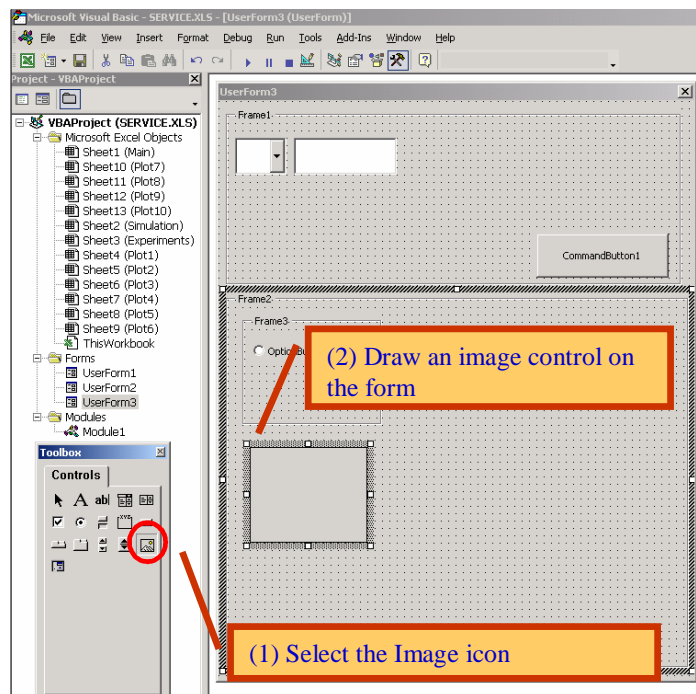 Microsoft Visual Basic - SERVICE.XLS - [UserForm3 (UserForm)]
File Edit View Insert Format Debug Run Tools Add-Ins Window Help
Project - VBAProject
VBAProject (SERVICE.XLS)
Microsoft Excel Objects
Sheet1 (Main)
Sheet10 (Plot7)
Sheet11 (Plot8)
Sheet12 (Plot9)
Sheet13 (Plot10)
Sheet2 (Simulation)
Sheet3 (Experiments)
Sheet4 (Plot1)
Sheet5 (Plot2)
Sheet6 (Plot3)
Sheet7 (Plot4)
Sheet8 (Plot5)
Sheet9 (Plot6)
ThisWorkbook
Forms
UserForm1
UserForm2
UserForm3
Modules
Module1
Toolbox
Controls
A ab|
UserForm3
Frame1
CommandButton1
Frame2
Frame3
OptionBu
(2) Draw an image control on
the form
(1) Select the Image icon